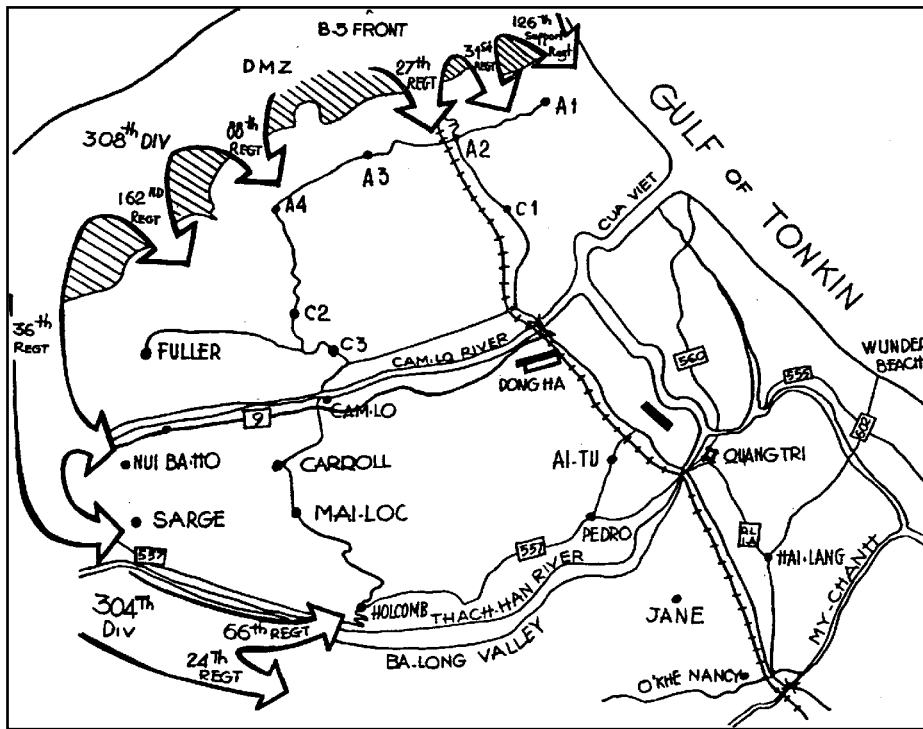 B-5 FRONT
126th
Support
Regt
31st
REGT
DMZ
27th
REGT
88th
REGT
308th DIV
162ND
REGT
36th
REGT
A1
A2
A3
A4
C1
C2
C3
GULF OF TONKIN
CUA VIET
FULLER
CAM.LO RIVER
DONG HA
CAM.LO
9
560
555
WUNDER
BEACH
602
NUI BA-HO
CARROLL
AI-TU
QUANG TRI
SARGE
MAI-LOC
PEDRO
557
557
QL
1A
HAI-LANG
HOLCOMB
THACH-HAN RIVER
JANE
MY-CHANH
304Th
DIV
66th REGT
24Th
REGT
BA-LONG VALLEY
O'KHE NANCY